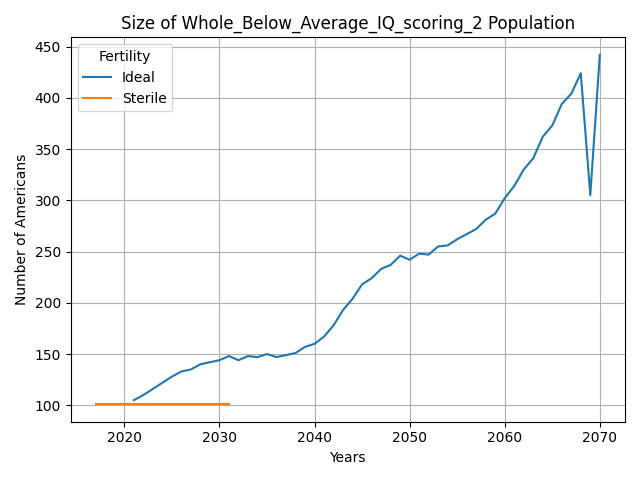 Size of Whole_Below_Average_IQ_scoring_2 Population
Number of Americans
450
400
350
300
250
200
150
100
Fertility
Ideal
Sterile
2020 2030 2040 2050 2060 2070
Years